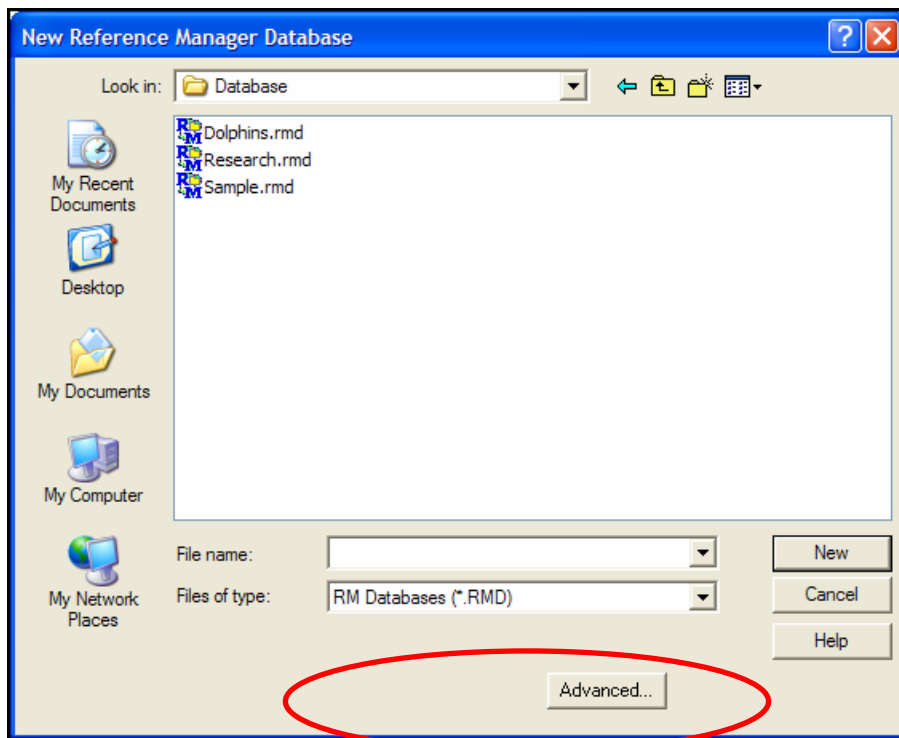 New Reference Manager Database
Look in: Database
Dolphins.rmd
Research.rmd
Sample.rmd
My Recent
Documents
Desktop
My Documents
My Computer
My Network
Places
File name: New
Files of type: RM Databases (*.RMD) Cancel
Help
Advanced...